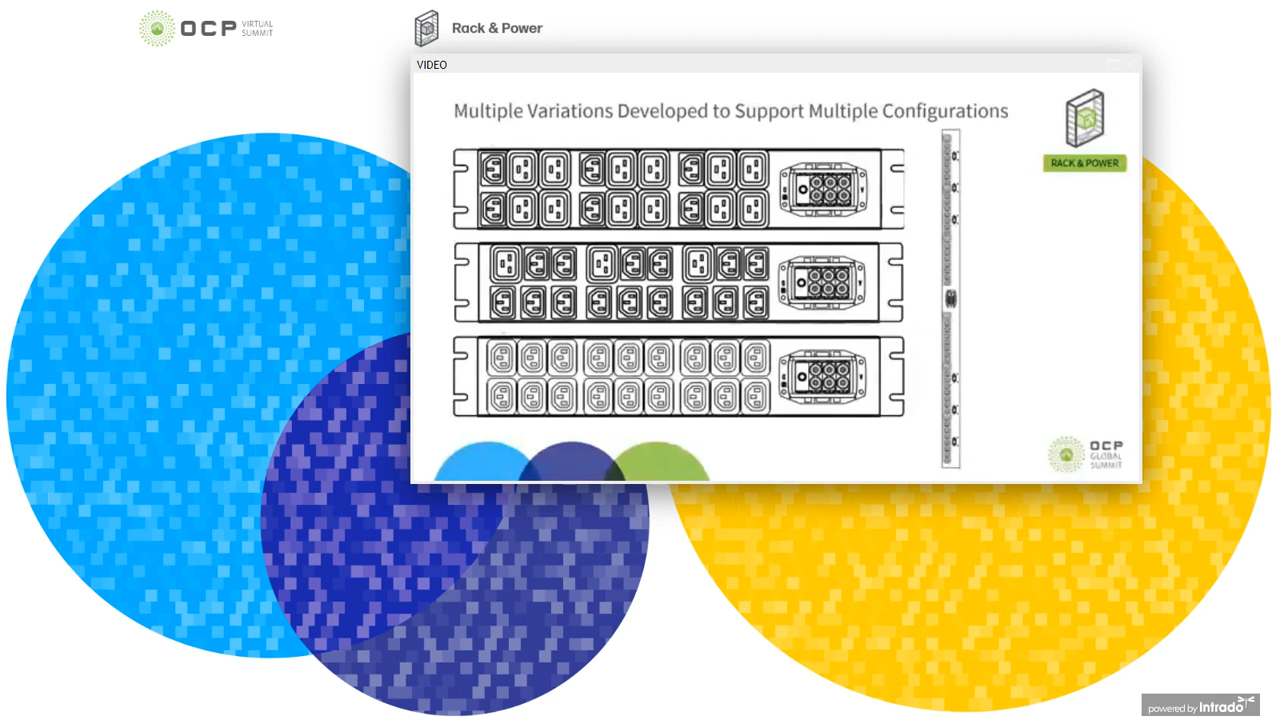 OCP VIRTUAL
SUMMIT
Rack & Power
VIDEO
Multiple Variations Developed to Support Multiple Configurations
RACK & POWER
OCP
GLOBAL
SUMMIT
powered by Intrado